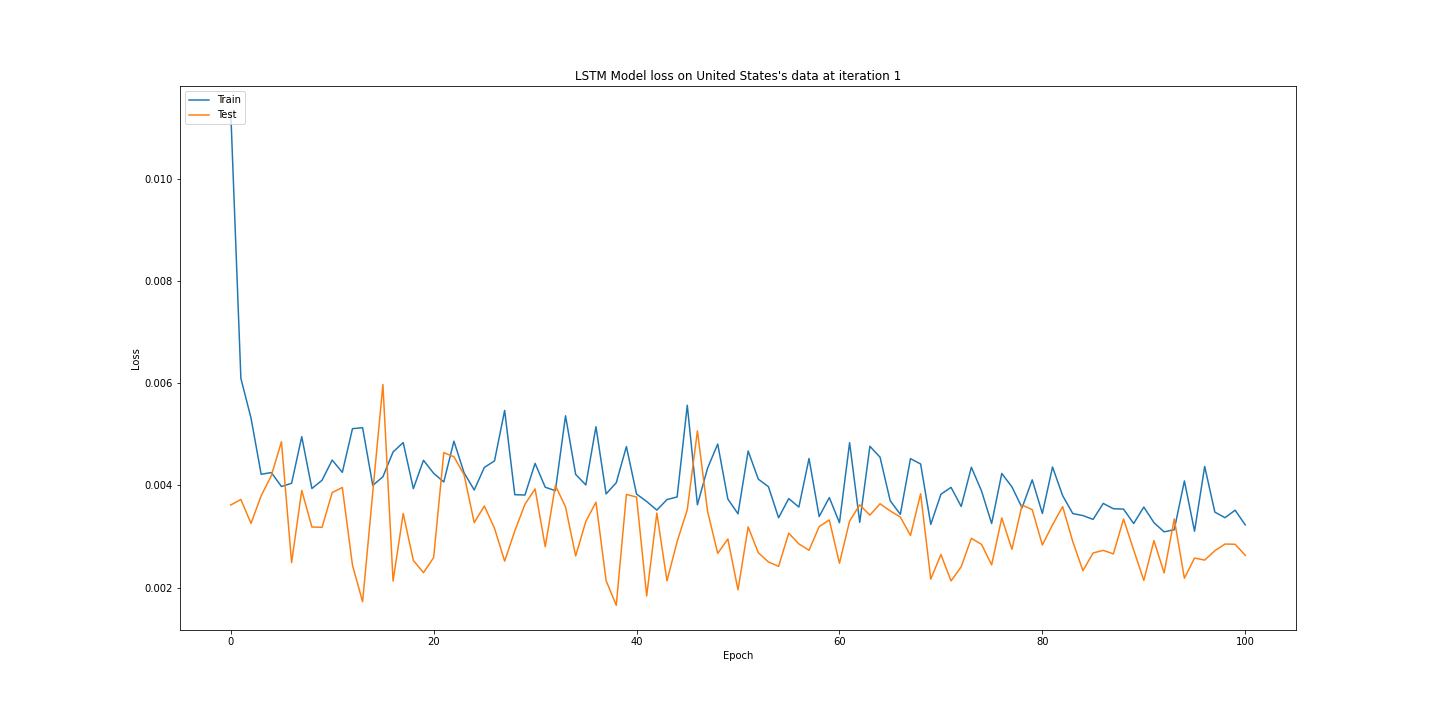 LSTM Model loss on United States's data at iteration 1
Train
Test
0.010
0.008
0.006
0.004
0.002
Loss
0 20 40 60 80 100
Epoch